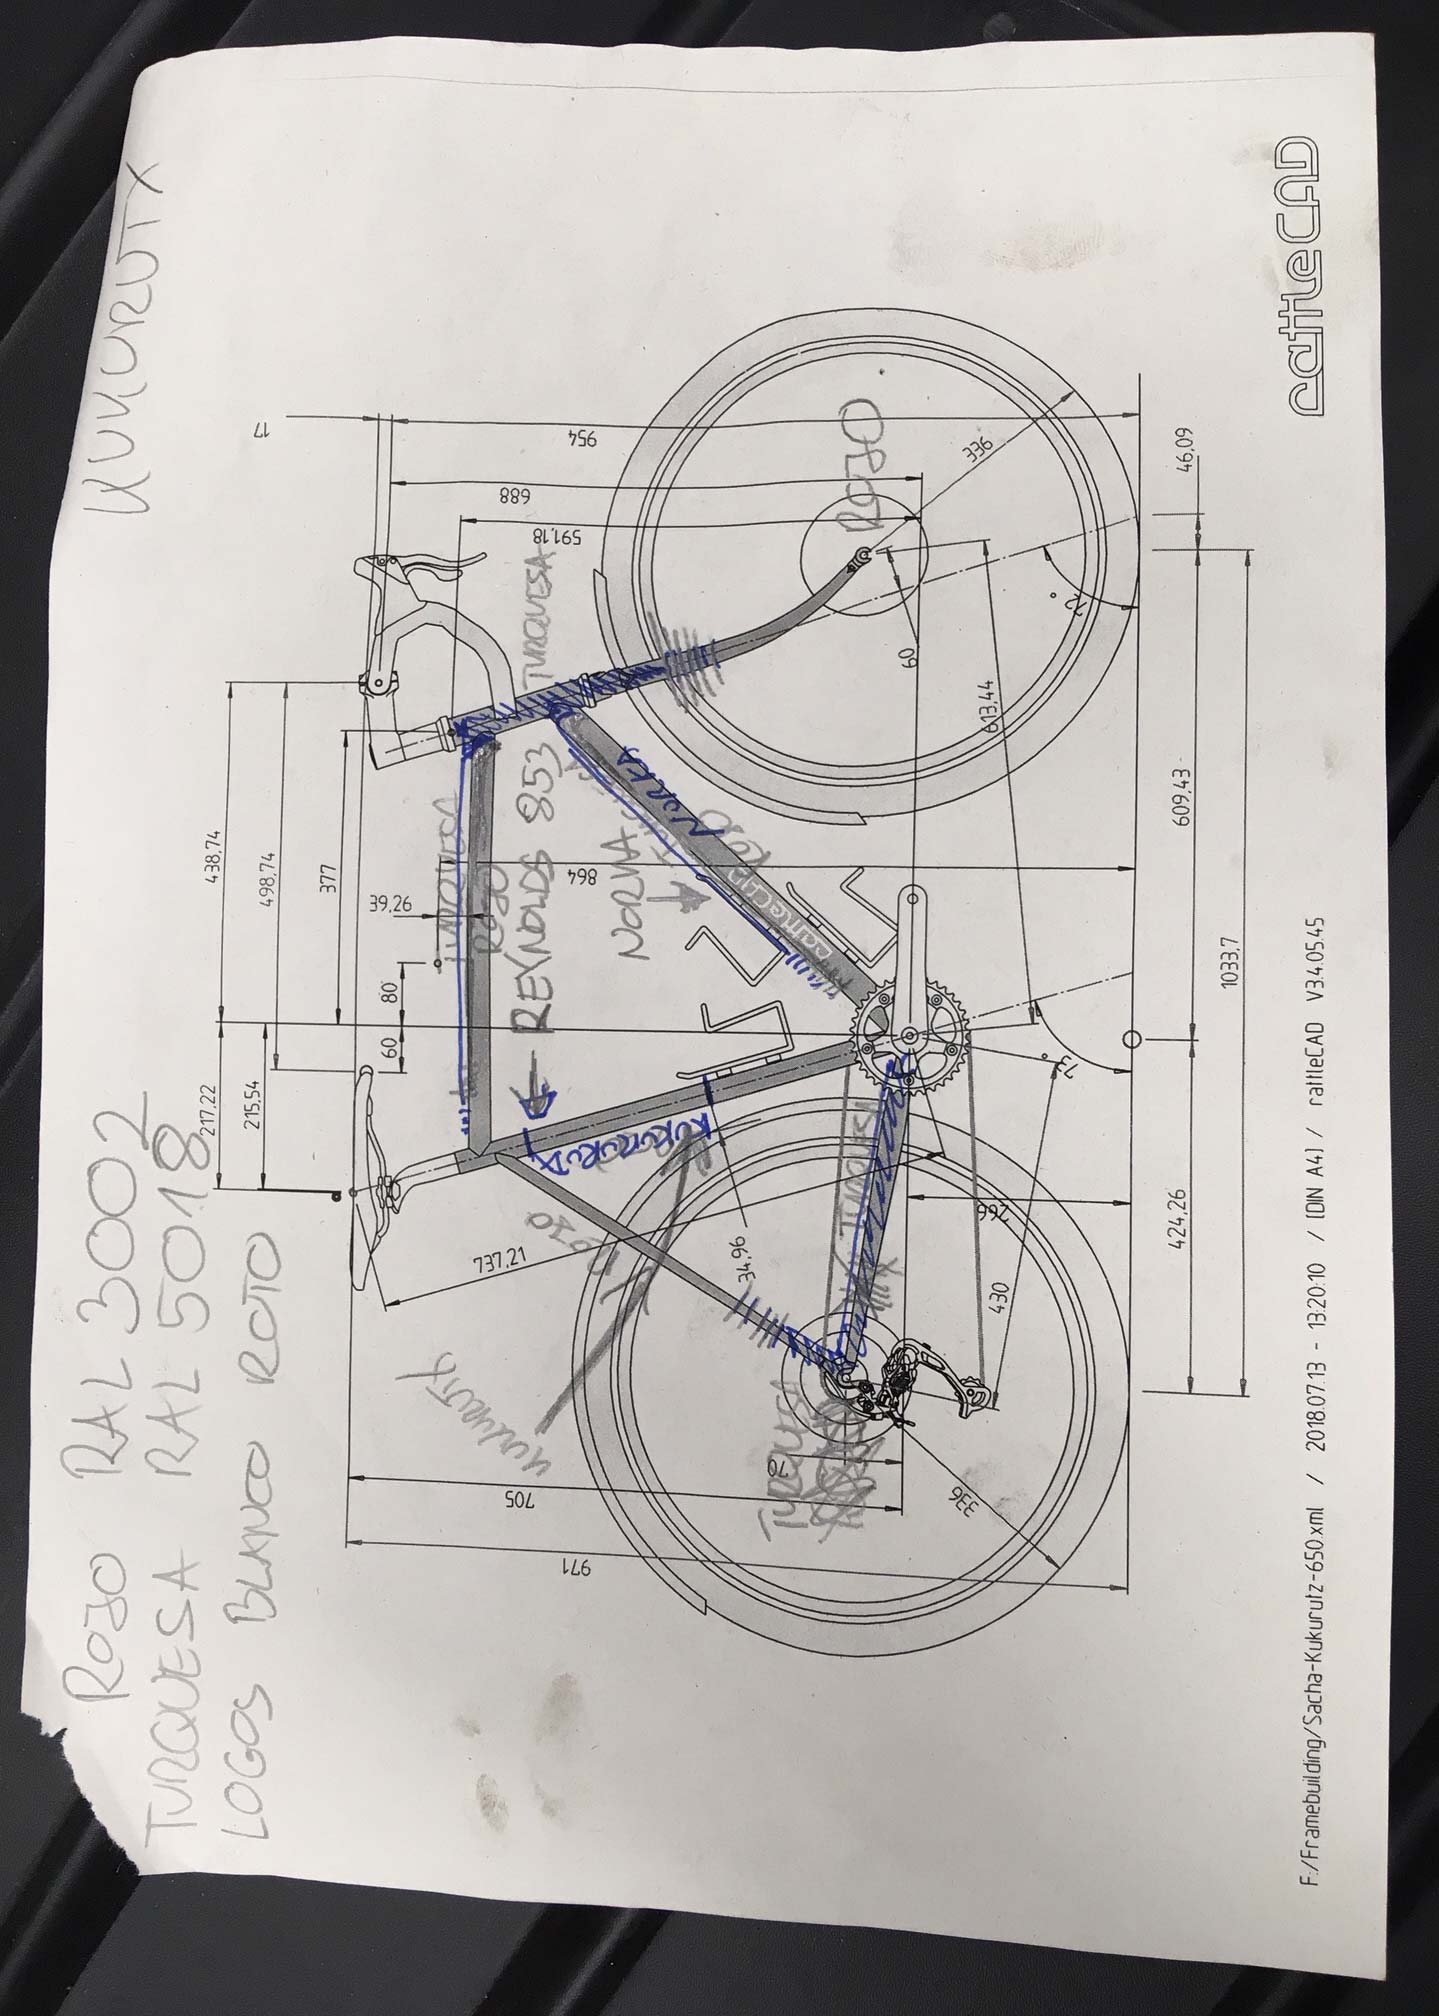 ROJO RAL 3002
KUKURUTX
TURQUESA RAL 5018
LOGOS BLANCO ROTO
217,22
438,74
215,54
498,74
377
17
60
80
39,26
TURQUESA
ROJO
REYNOLDS 853
TURQUESA
NORWA
NORKA
ROJO
rattleCAD
KUKURUTX
KUKURUTX
ROJO
TURQUESA
TURQUESA
ROJO
971
705
737,21
34,96
70
864
591,18
688
954
336
336
60
613,44
72°
73°
266
430
424,26
609,43
46,09
1033,7
rattleCAD
F:/Framebuilding/Sacha-Kukurutz-650.xml / 2018.07.13 - 13:20:10 / (DIN A4) / rattleCAD V3.4.05.45